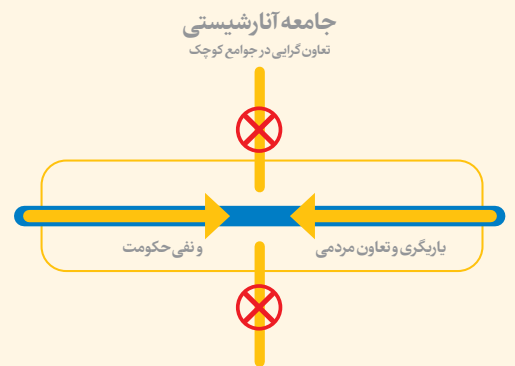 جامعه آنارشیستی
تعاون‌گرایی در جوامع کوچک
یاریگری و تعاون مردمی
و نفی حکومت